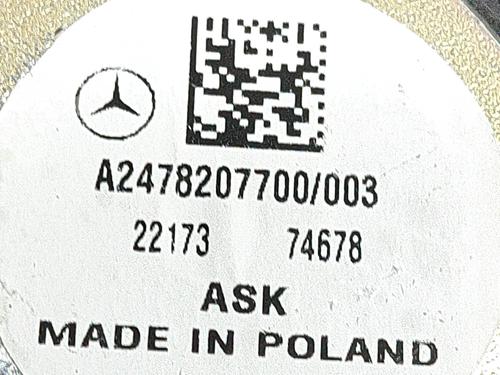 A2478207700/003
22173 74678
ASK
MADE IN POLAND